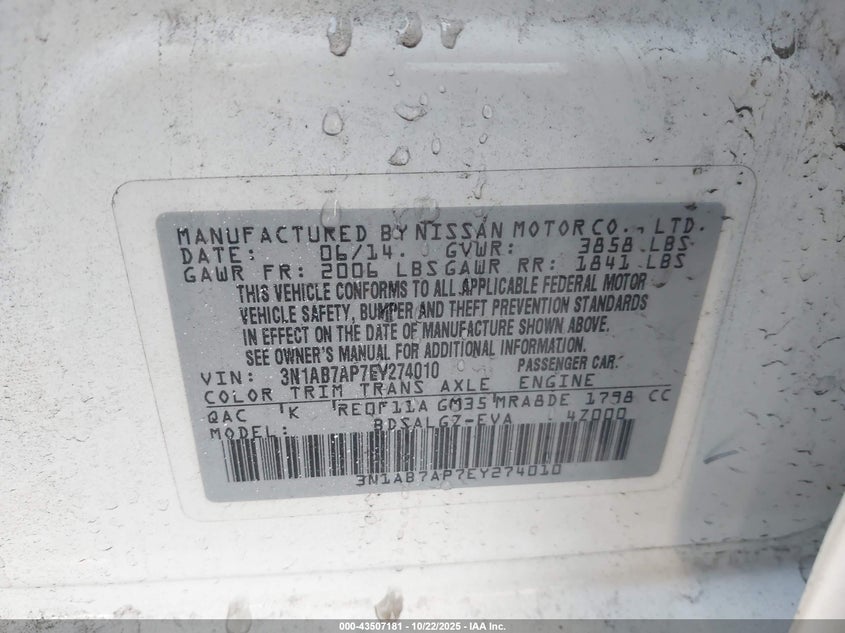 MANUFACTURED BY NISSAN MOTOR CO., LTD.
DATE: 06/14. GVWR: 3858 LBS
GAWR FR: 2006 LBS GAWR RR: 1841 LBS
THIS VEHICLE CONFORMS TO ALL APPLICABLE FEDERAL MOTOR
VEHICLE SAFETY, BUMPER AND THEFT PREVENTION STANDARDS
IN EFFECT ON THE DATE OF MANUFACTURE SHOWN ABOVE.
SEE OWNER'S MANUAL FOR ADDITIONAL INFORMATION.
VIN: 3N1AB7AP7EY274010 PASSENGER CAR.
COLOR TRIM TRANS AXLE ENGINE
QAC K RE0F11A GM35 MRA8DE 1798 CC
MODEL: BDSALGZ-EVA 4Z000
3N1AB7AP7EY274010
000-43507181 - 10/22/2025 - IAA Inc.